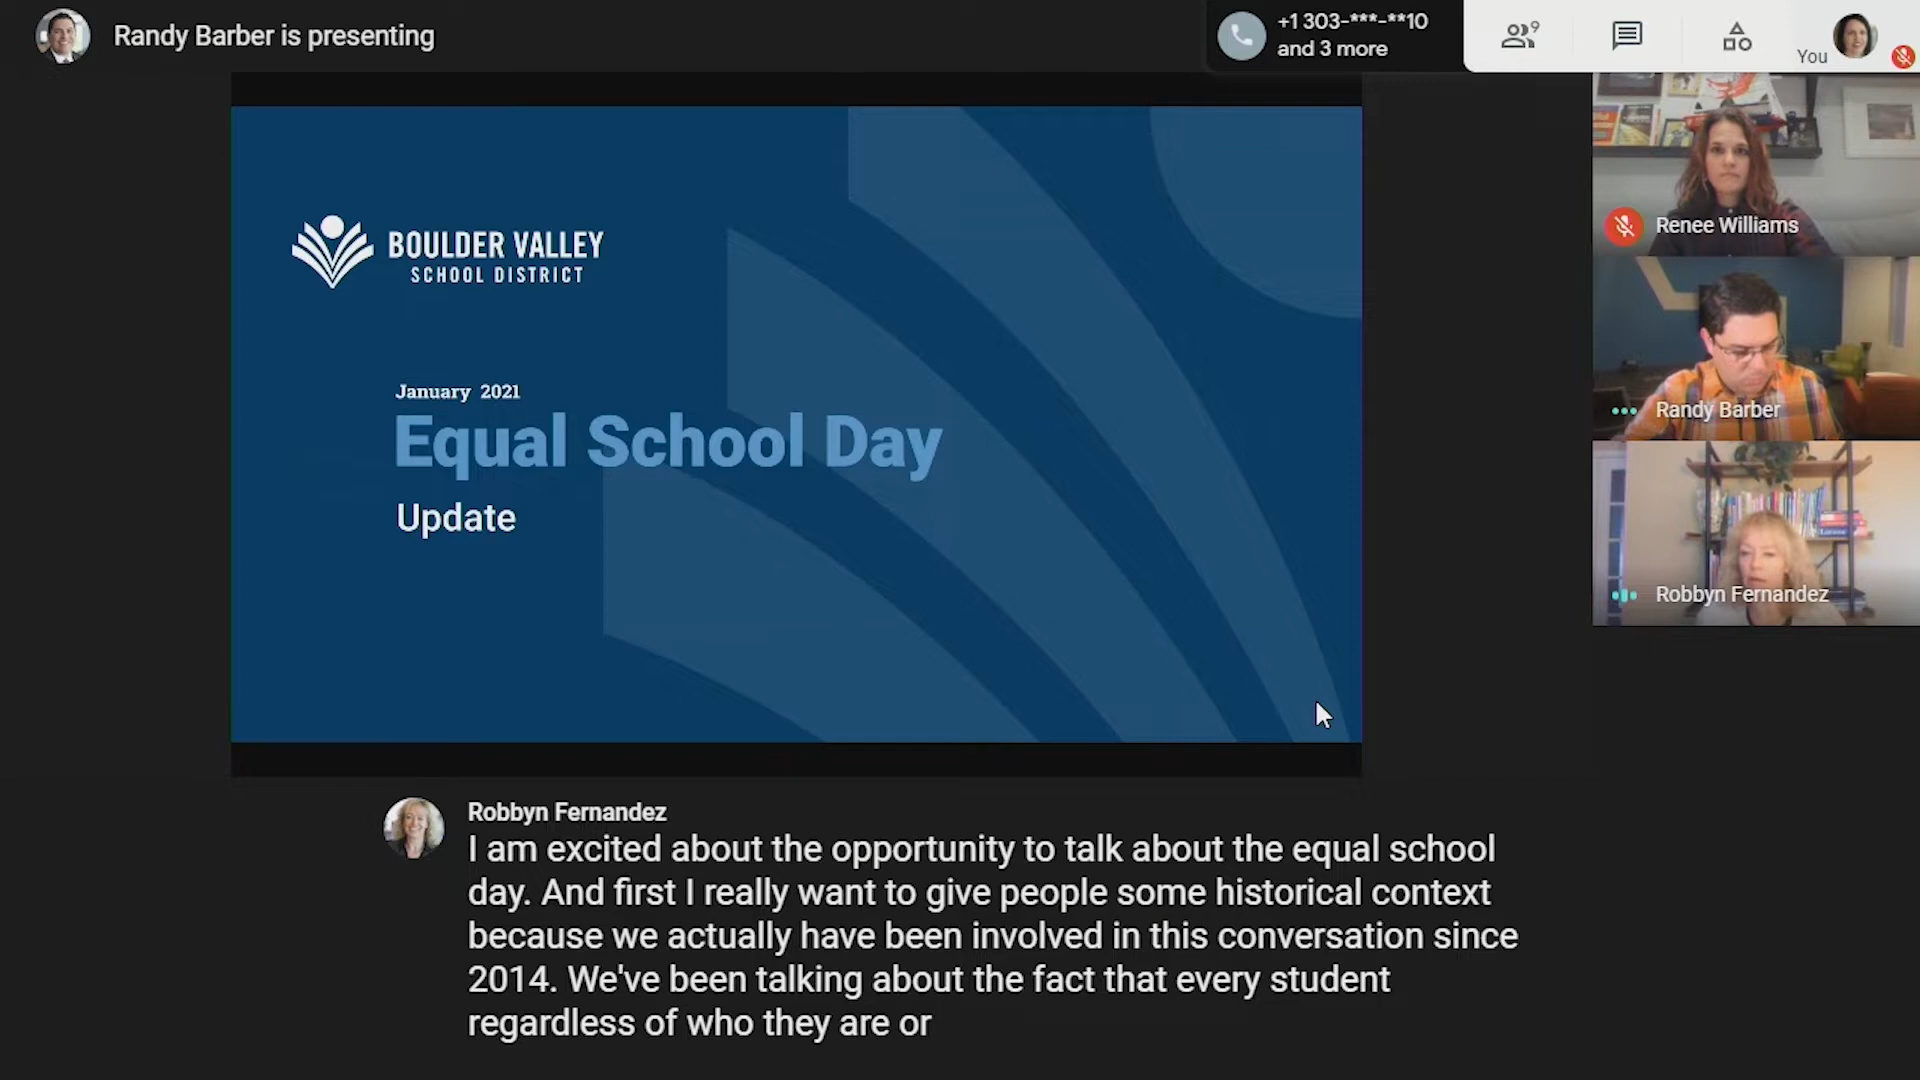 Randy Barber is presenting
+1 303-***-**10
and 3 more
9
You
BOULDER VALLEY
SCHOOL DISTRICT
January 2021
Equal School Day
Update
Renee Williams
Randy Barber
Robbyn Fernandez
Robbyn Fernandez
I am excited about the opportunity to talk about the equal school
day. And first I really want to give people some historical context
because we actually have been involved in this conversation since
2014. We've been talking about the fact that every student
regardless of who they are or